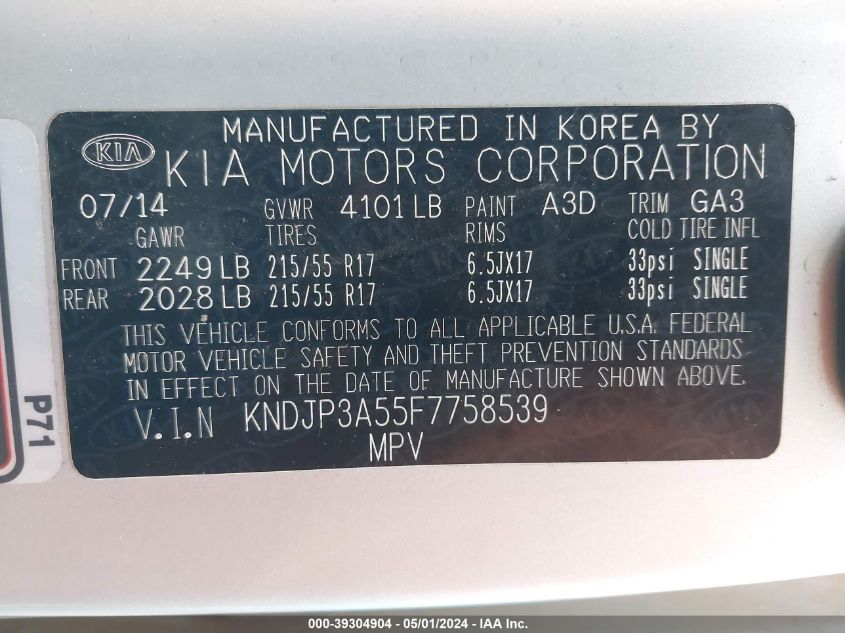 MANUFACTURED IN KOREA BY
KIA KIA MOTORS CORPORATION
07/14 GVWR 4101 LB PAINT A3D TRIM GA3
GAWR TIRES RIMS COLD TIRE INFL
FRONT 2249 LB 215/55 R17 6.5JX17 33psi SINGLE
REAR 2028 LB 215/55 R17 6.5JX17 33psi SINGLE
THIS VEHICLE CONFORMS TO ALL APPLICABLE U.S.A. FEDERAL
MOTOR VEHICLE SAFETY AND THEFT PREVENTION STANDARDS
IN EFFECT ON THE DATE OF MANUFACTURE SHOWN ABOVE.
V.I.N KNDJP3A55F7758539
MPV
P71
000-39304904 - 05/01/2024 - IAA Inc.